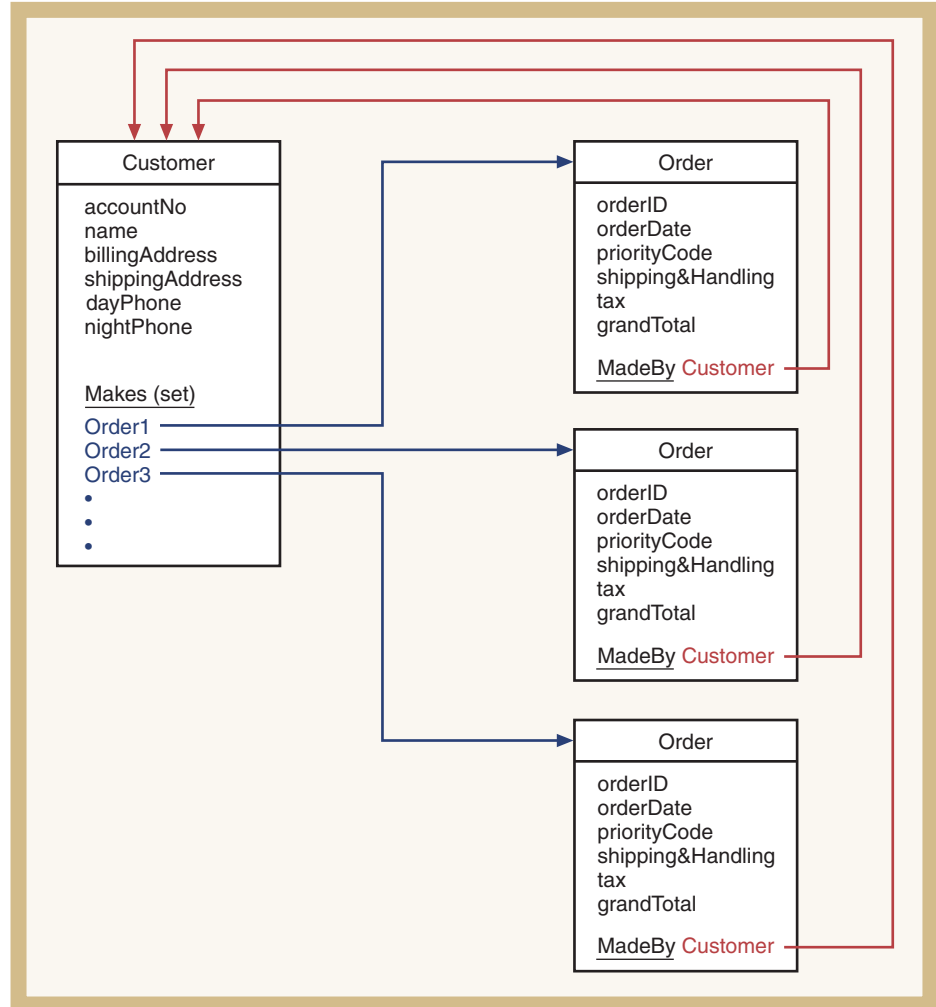 Customer
accountNo
name
billingAddress
shippingAddress
dayPhone
nightPhone
Makes (set)
Order1
Order2
Order3
Order
orderID
orderDate
priorityCode
shipping&Handling
tax
grandTotal
MadeBy Customer
Order
orderID
orderDate
priorityCode
shipping&Handling
tax
grandTotal
MadeBy Customer
Order
orderID
orderDate
priorityCode
shipping&Handling
tax
grandTotal
MadeBy Customer